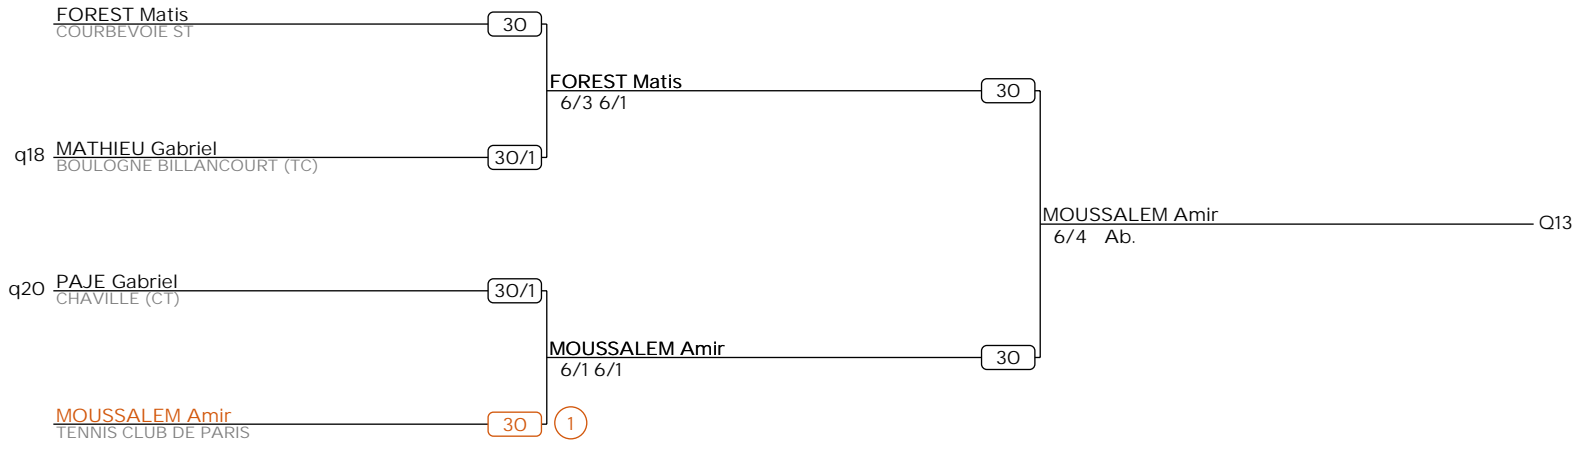 FOREST Matis
COURBEVOIE ST
30
FOREST Matis
6/3 6/1
30
q18 MATHIEU Gabriel
BOULOGNE BILLANCOURT (TC)
30/1
MOUSSALEM Amir
6/4 Ab.
Q13
q20 PAJE Gabriel
CHAVILLE (CT)
30/1
MOUSSALEM Amir
6/1 6/1
30
MOUSSALEM Amir
TENNIS CLUB DE PARIS
30
1